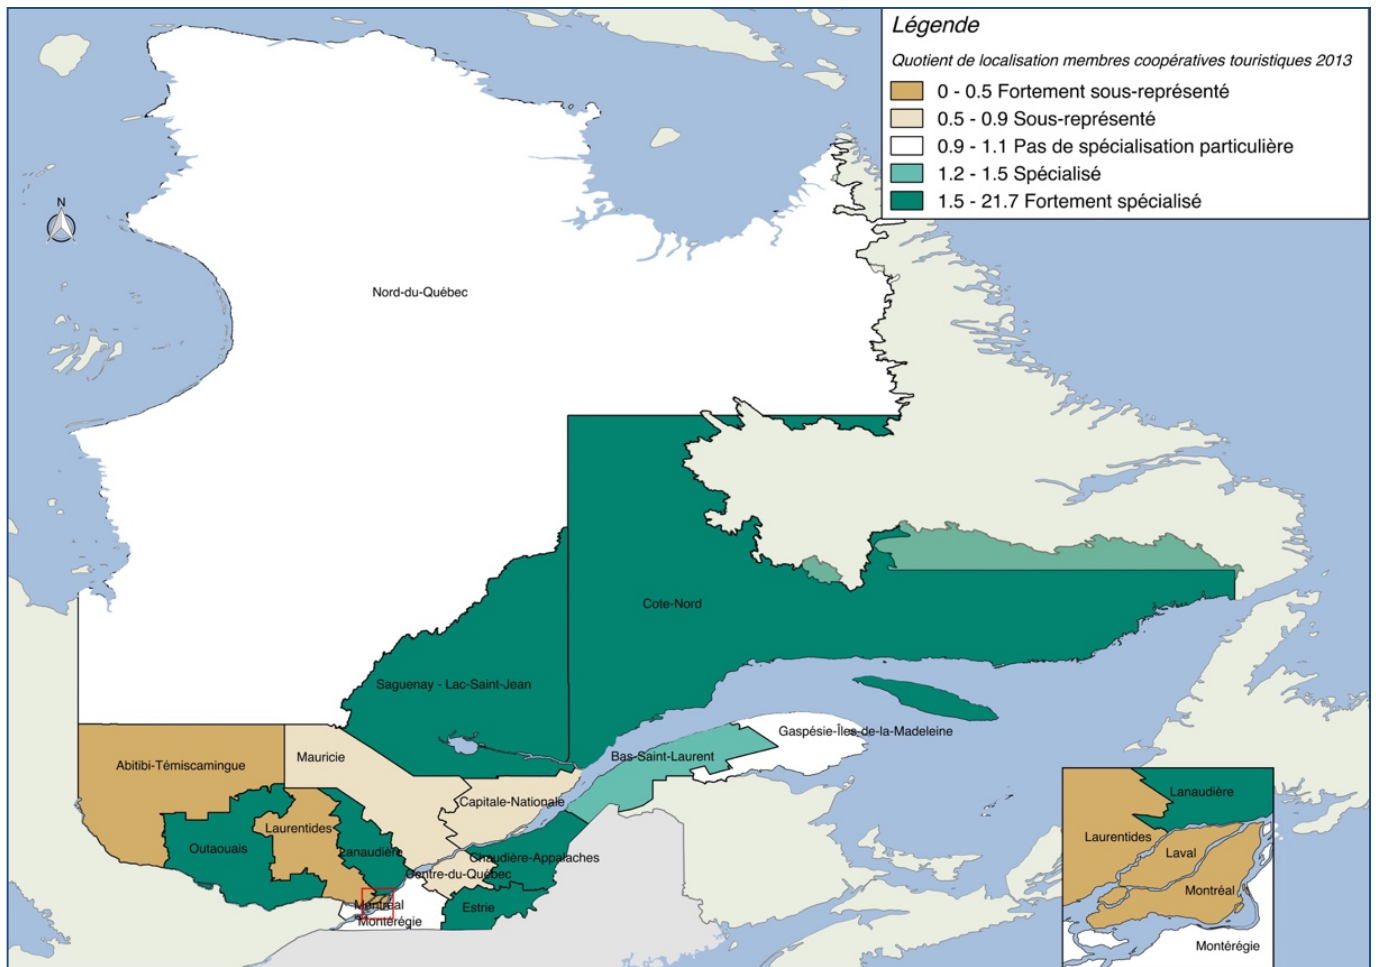 Légende
Quotient de localisation membres coopératives touristiques 2013
0 - 0.5 Fortement sous-représenté
0.5 - 0.9 Sous-représenté
0.9 - 1.1 Pas de spécialisation particulière
1.2 - 1.5 Spécialisé
1.5 - 21.7 Fortement spécialisé
N
Nord-du-Québec
Cote-Nord
Saguenay - Lac-Saint-Jean
Gaspésie-Îles-de-la-Madeleine
Mauricie
Bas-Saint-Laurent
Abitibi-Témiscamingue
Capitale-Nationale
Laurentides
Outaouais
Lanaudière
Chaudière-Appalaches
Centre-du-Québec
Montréal
Estrie
Montérégie
Lanaudière
Laurentides
Laval
Montréal
Montérégie